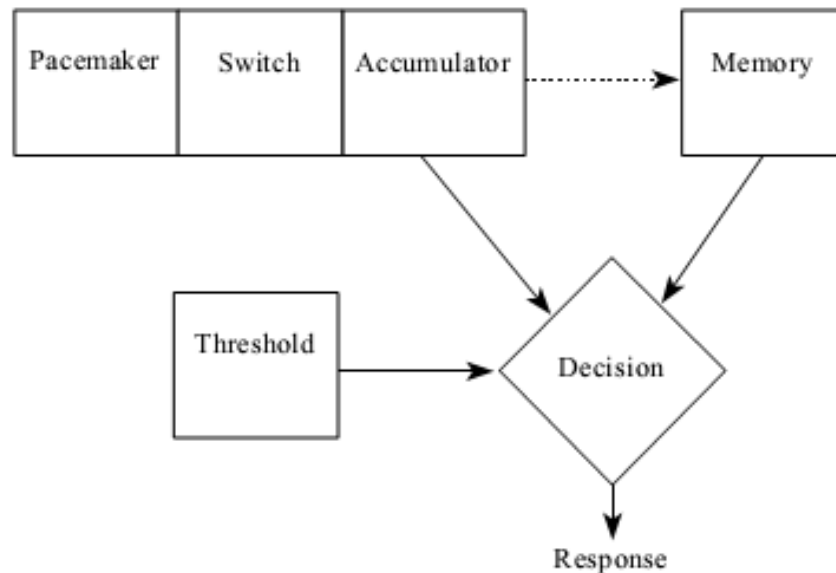 Pacemaker
Switch
Accumulator
Memory
Threshold
Decision
Response